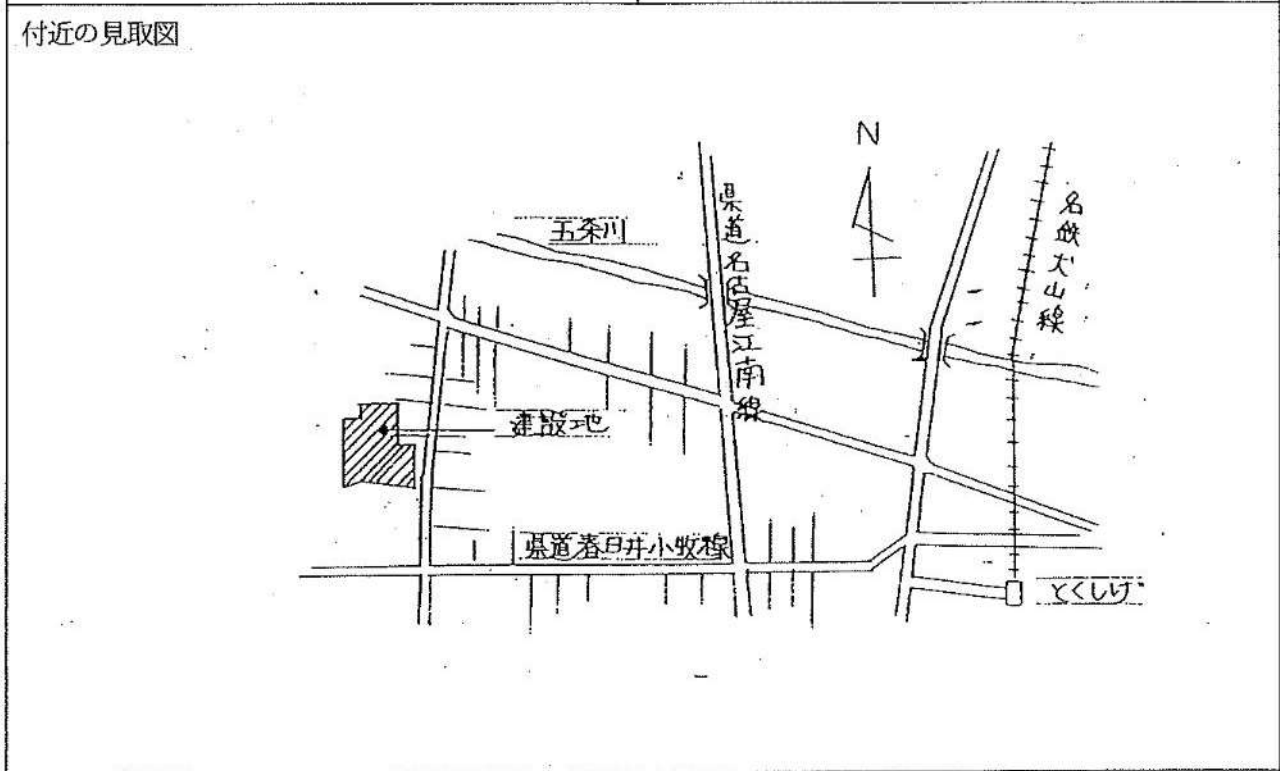 付近の見取図
N
五条川
県道名古屋江南線
名鉄犬山線
建設地
県道春日井小牧線
とくしげ